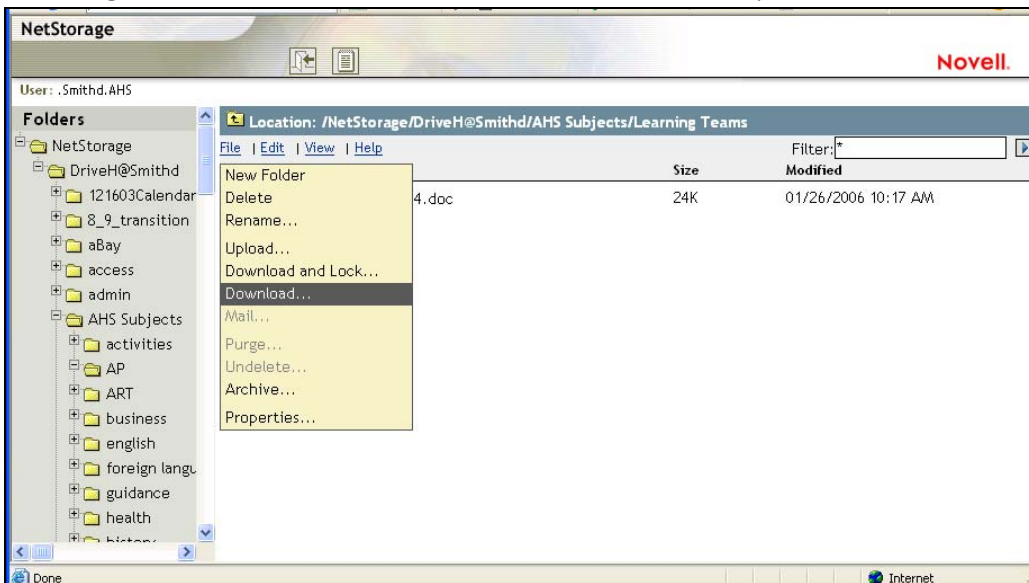 NetStorage
Novell.
User: .Smithd.AHS
Folders
Location: /NetStorage/DriveH@Smithd/AHS Subjects/Learning Teams
NetStorage
File | Edit | View | Help
Filter:*
DriveH@Smithd
New Folder
Size
Modified
121603Calendar
Delete
4.doc
24K
01/26/2006 10:17 AM
8_9_transition
Rename...
aBay
Upload...
access
Download and Lock...
admin
Download...
AHS Subjects
Mail...
activities
Purge...
AP
Undelete...
ART
Archive...
business
Properties...
english
foreign langu
guidance
health
Done
Internet